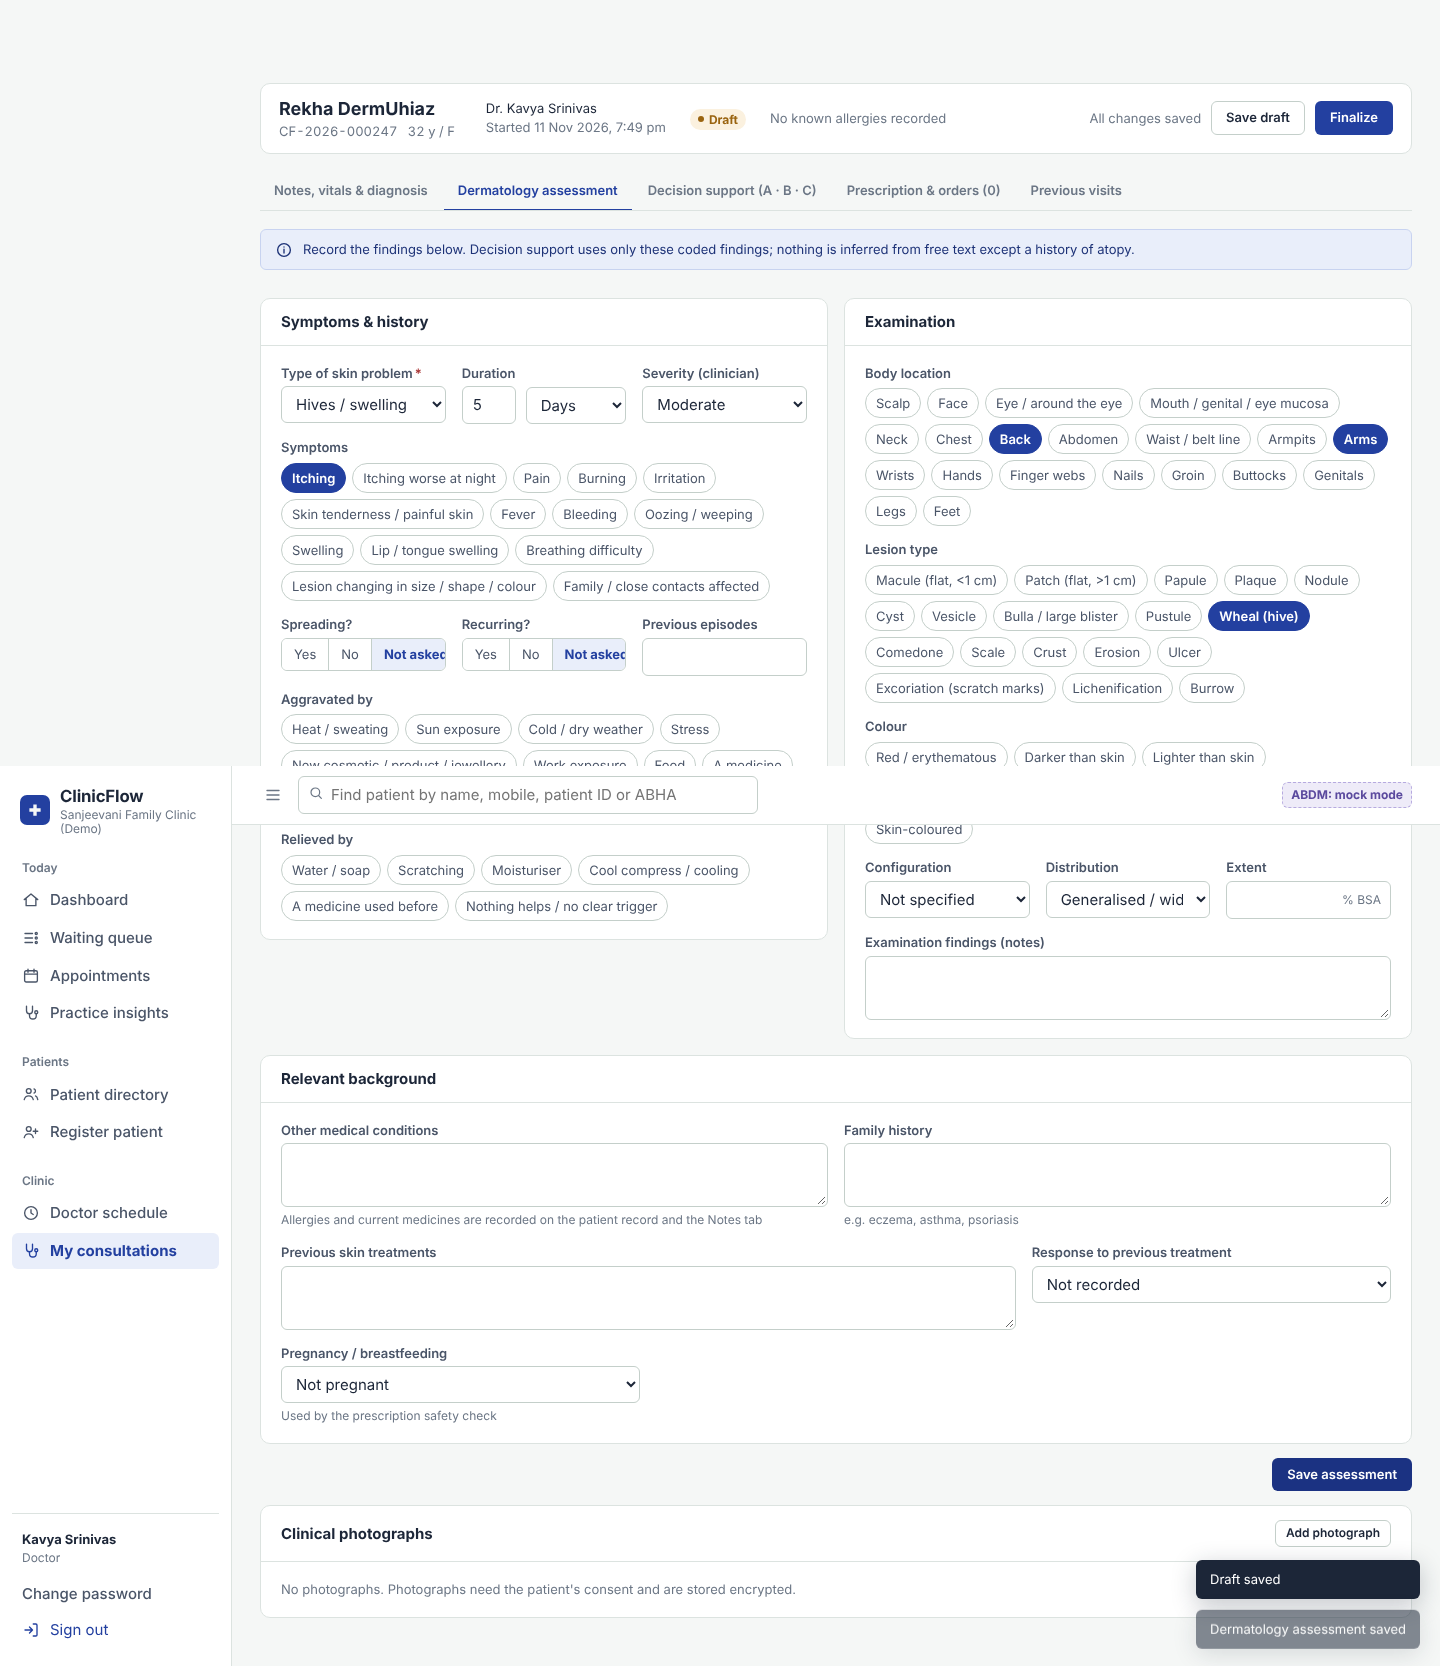 Rekha DermUhiaz
CF-2026-000247 32 y / F
Dr. Kavya Srinivas
Started 11 Nov 2026, 7:49 pm
Draft
No known allergies recorded
All changes saved
Save draft
Finalize
Notes, vitals & diagnosis
Dermatology assessment
Decision support (A · B · C)
Prescription & orders (0)
Previous visits
Record the findings below. Decision support uses only these coded findings; nothing is inferred from free text except a history of atopy.
Symptoms & history
Type of skin problem*
Duration
Severity (clinician)
Hives / swelling
5
Days
Moderate
Symptoms
Itching
Itching worse at night
Pain
Burning
Irritation
Skin tenderness / painful skin
Fever
Bleeding
Oozing / weeping
Swelling
Lip / tongue swelling
Breathing difficulty
Lesion changing in size / shape / colour
Family / close contacts affected
Spreading?
Recurring?
Previous episodes
Yes
No
Not asked
Yes
No
Not asked
Aggravated by
Heat / sweating
Sun exposure
Cold / dry weather
Stress
New cosmetic / product / jewellery
Work exposure
Food
A medicine
Relieved by
Water / soap
Scratching
Moisturiser
Cool compress / cooling
A medicine used before
Nothing helps / no clear trigger
Examination
Body location
Scalp
Face
Eye / around the eye
Mouth / genital / eye mucosa
Neck
Chest
Back
Abdomen
Waist / belt line
Armpits
Arms
Wrists
Hands
Finger webs
Nails
Groin
Buttocks
Genitals
Legs
Feet
Lesion type
Macule (flat, <1 cm)
Patch (flat, >1 cm)
Papule
Plaque
Nodule
Cyst
Vesicle
Bulla / large blister
Pustule
Wheal (hive)
Comedone
Scale
Crust
Erosion
Ulcer
Excoriation (scratch marks)
Lichenification
Burrow
Colour
Red / erythematous
Darker than skin
Lighter than skin
Skin-coloured
Configuration
Distribution
Extent
Not specified
Generalised / wid
% BSA
Examination findings (notes)
ClinicFlow
Sanjeevani Family Clinic
(Demo)
Find patient by name, mobile, patient ID or ABHA
ABDM: mock mode
Today
Dashboard
Waiting queue
Appointments
Practice insights
Patients
Patient directory
Register patient
Clinic
Doctor schedule
My consultations
Kavya Srinivas
Doctor
Change password
Sign out
Relevant background
Other medical conditions
Family history
Allergies and current medicines are recorded on the patient record and the Notes tab
e.g. eczema, asthma, psoriasis
Previous skin treatments
Response to previous treatment
Not recorded
Pregnancy / breastfeeding
Not pregnant
Used by the prescription safety check
Save assessment
Clinical photographs
Add photograph
No photographs. Photographs need the patient's consent and are stored encrypted.
Draft saved
Dermatology assessment saved